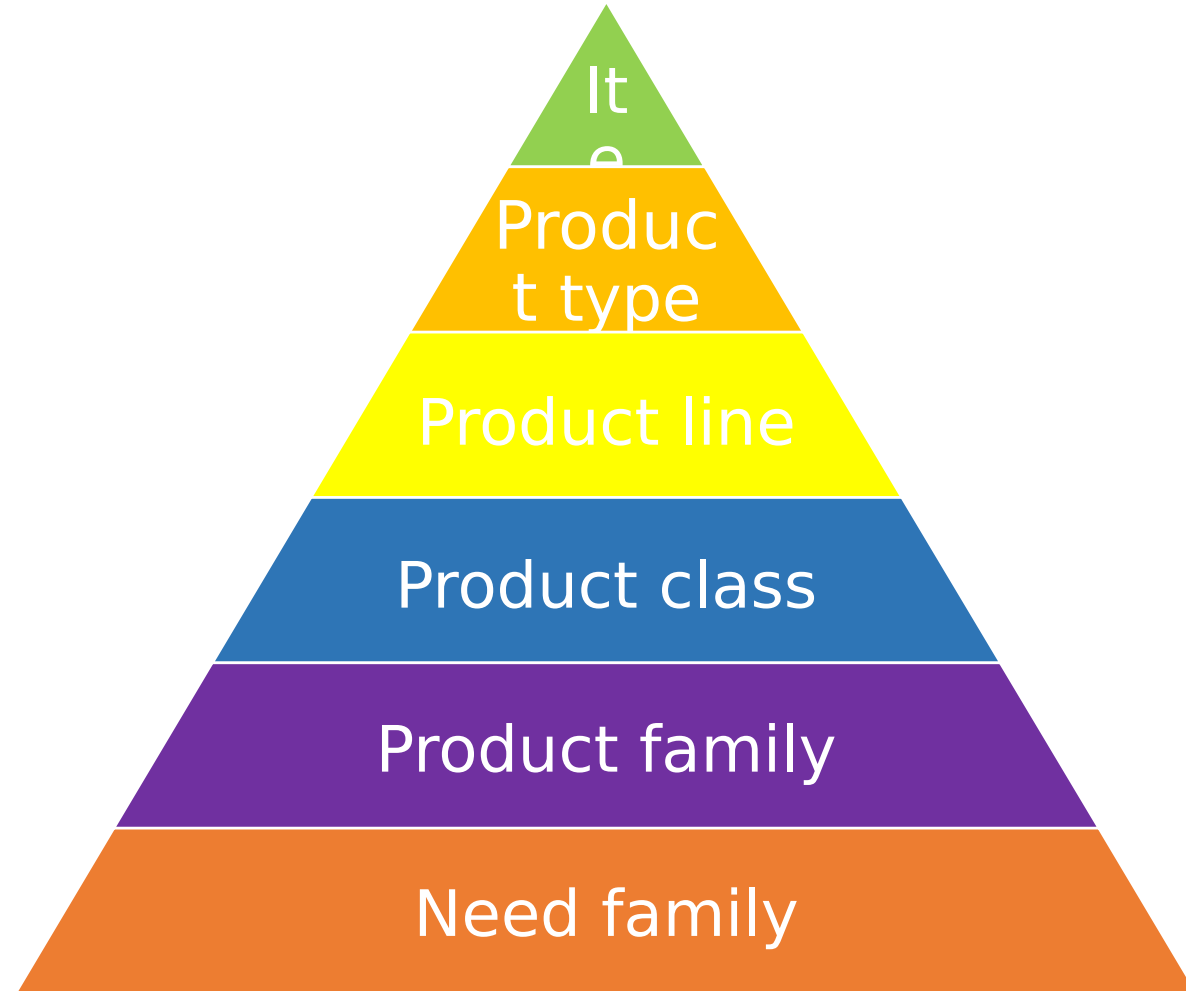 It
e
Produc
t type
Product line
Product class
Product family
Need family